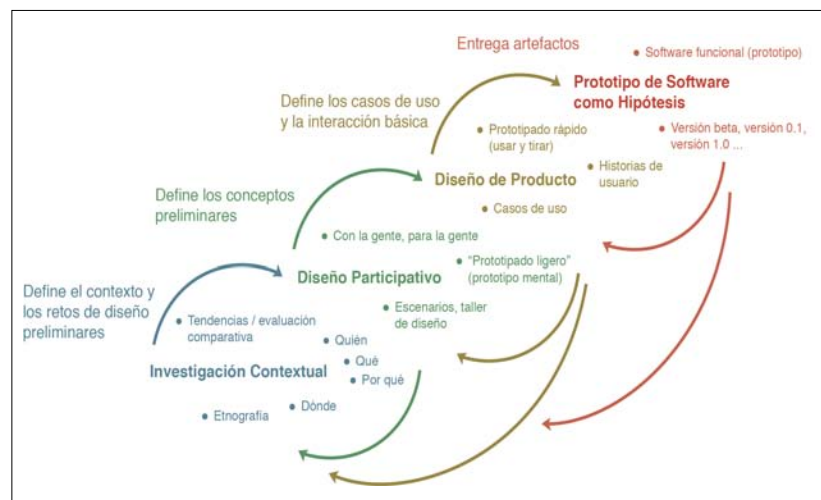 Entrega artefactos
Software funcional (prototipo)
Prototipo de Software
como Hipótesis
Versión beta, versión 0.1,
versión 1.0 ...
Define los casos de uso
y la interacción básica
Prototipado rápido
(usar y tirar)
Historias de
usuario
Diseño de Producto
Casos de uso
Define los conceptos
preliminares
Con la gente, para la gente
"Prototipado ligero"
(prototipo mental)
Diseño Participativo
Escenarios, taller
de diseño
Define el contexto y
los retos de diseño
preliminares
Tendencias / evaluación
comparativa
Quién
Qué
Por qué
Investigación Contextual
Dónde
Etnografía